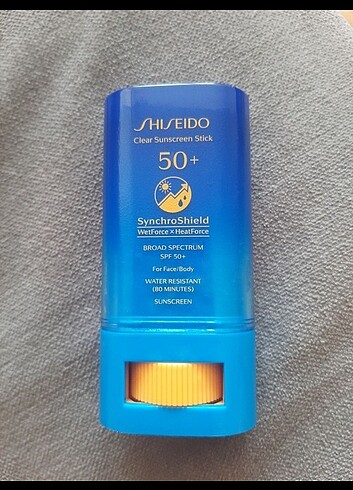 SHISEIDO
Clear Sunscreen Stick
50+
SynchroShield
WetForce × HeatForce
BROAD SPECTRUM
SPF 50+
For Face/Body
WATER RESISTANT
(80 MINUTES)
SUNSCREEN